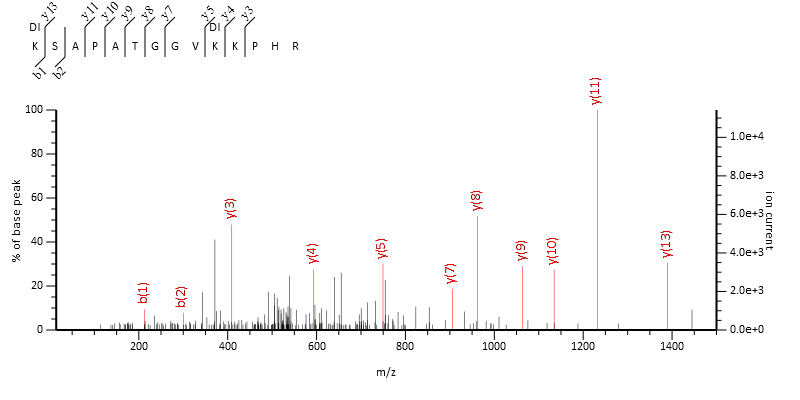 y13 y11 y10 y9 y8 y7 y5 y4 y3
DI DI
K S A P A T G G V K K P H R
b1 b2
100
80
60
40
20
0
% of base peak
b(1) b(2) y(3) y(4) y(5) y(7) y(8) y(9) y(10) y(11) y(13)
1.0e+4
8.0e+3
6.0e+3
4.0e+3
2.0e+3
0.0e+0
ion current
200 400 600 800 1000 1200 1400
m/z